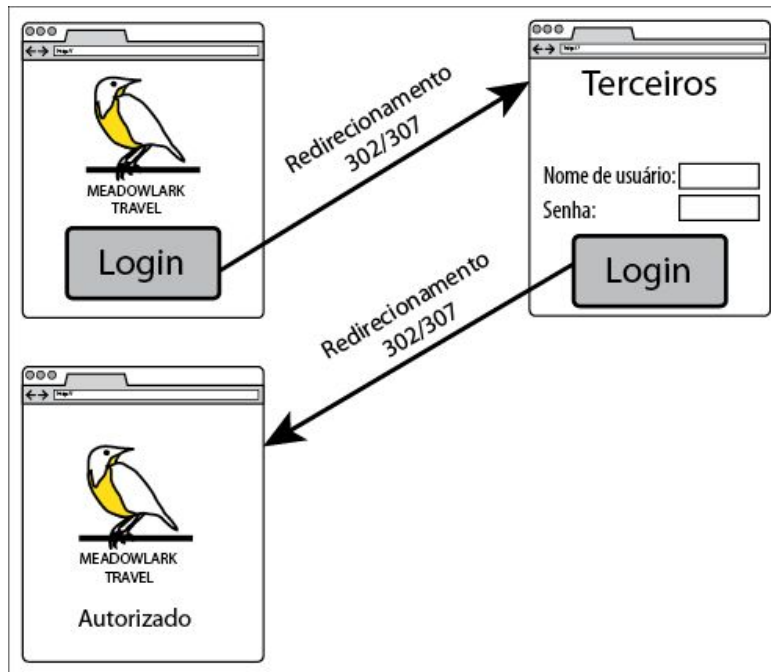 MEADOWLARK
TRAVEL
Login
Redirecionamento
302/307
Terceiros
Nome de usuário:
Senha:
Login
Redirecionamento
302/307
MEADOWLARK
TRAVEL
Autorizado